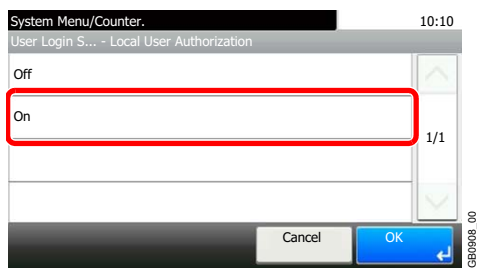 System Menu/Counter. 10:10
User Login S... - Local User Authorization
Off
On
1/1
Cancel OK
GB0908_00